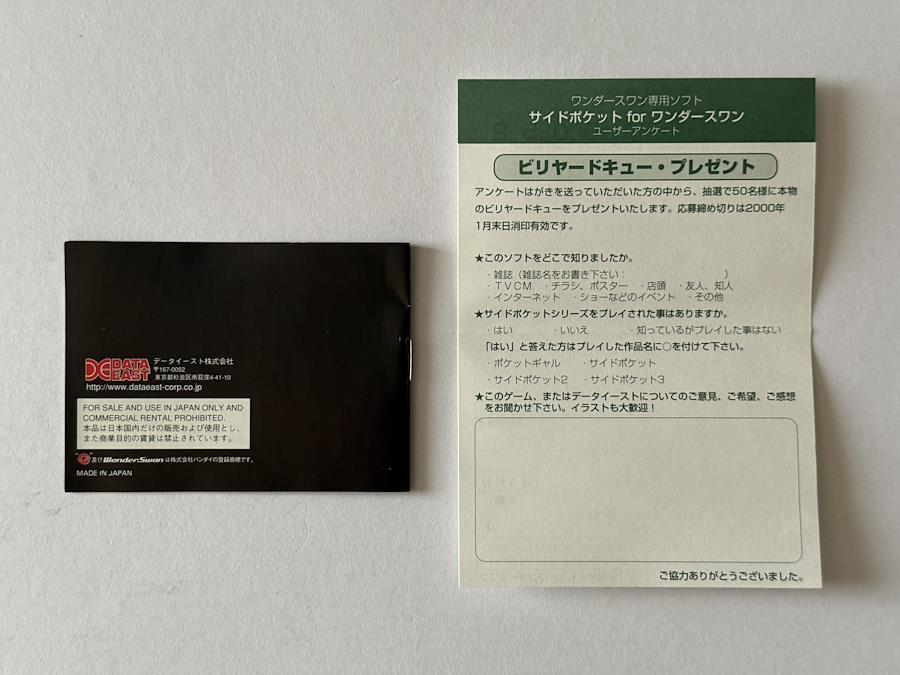 DATA EAST
データイースト株式会社
〒167-0052
東京都杉並区南荻窪4-41-10
http://www.dataeast-corp.co.jp/
FOR SALE AND USE IN JAPAN ONLY AND
COMMERCIAL RENTAL PROHIBITED.
本品は日本国内だけの販売および使用とし、
また商業目的の賃貸は禁止されています。
及び WonderSwan は株式会社バンダイの登録商標です。
MADE IN JAPAN
ワンダースワン専用ソフト
サイドポケット for ワンダースワン
ユーザーアンケート
ビリヤードキュー・プレゼント
アンケートはがきを送っていただいた方の中から、抽選で50名様に本物
のビリヤードキューをプレゼントいたします。応募締め切りは2000年
1月末日消印有効です。
★このソフトをどこで知りましたか。
・雑誌（雑誌名をお書き下さい： ）
・TVCM ・チラシ、ポスター ・店頭 ・友人、知人
・インターネット ・ショーなどのイベント ・その他
★サイドポケットシリーズをプレイされた事はありますか。
・はい ・いいえ ・知っているがプレイした事はない
「はい」と答えた方はプレイした作品名に○を付けて下さい。
・ポケットギャル ・サイドポケット
・サイドポケット2 ・サイドポケット3
★このゲーム、またはデータイーストについてのご意見、ご希望、ご感想
をお聞かせ下さい。イラストも大歓迎！
ご協力ありがとうございました。